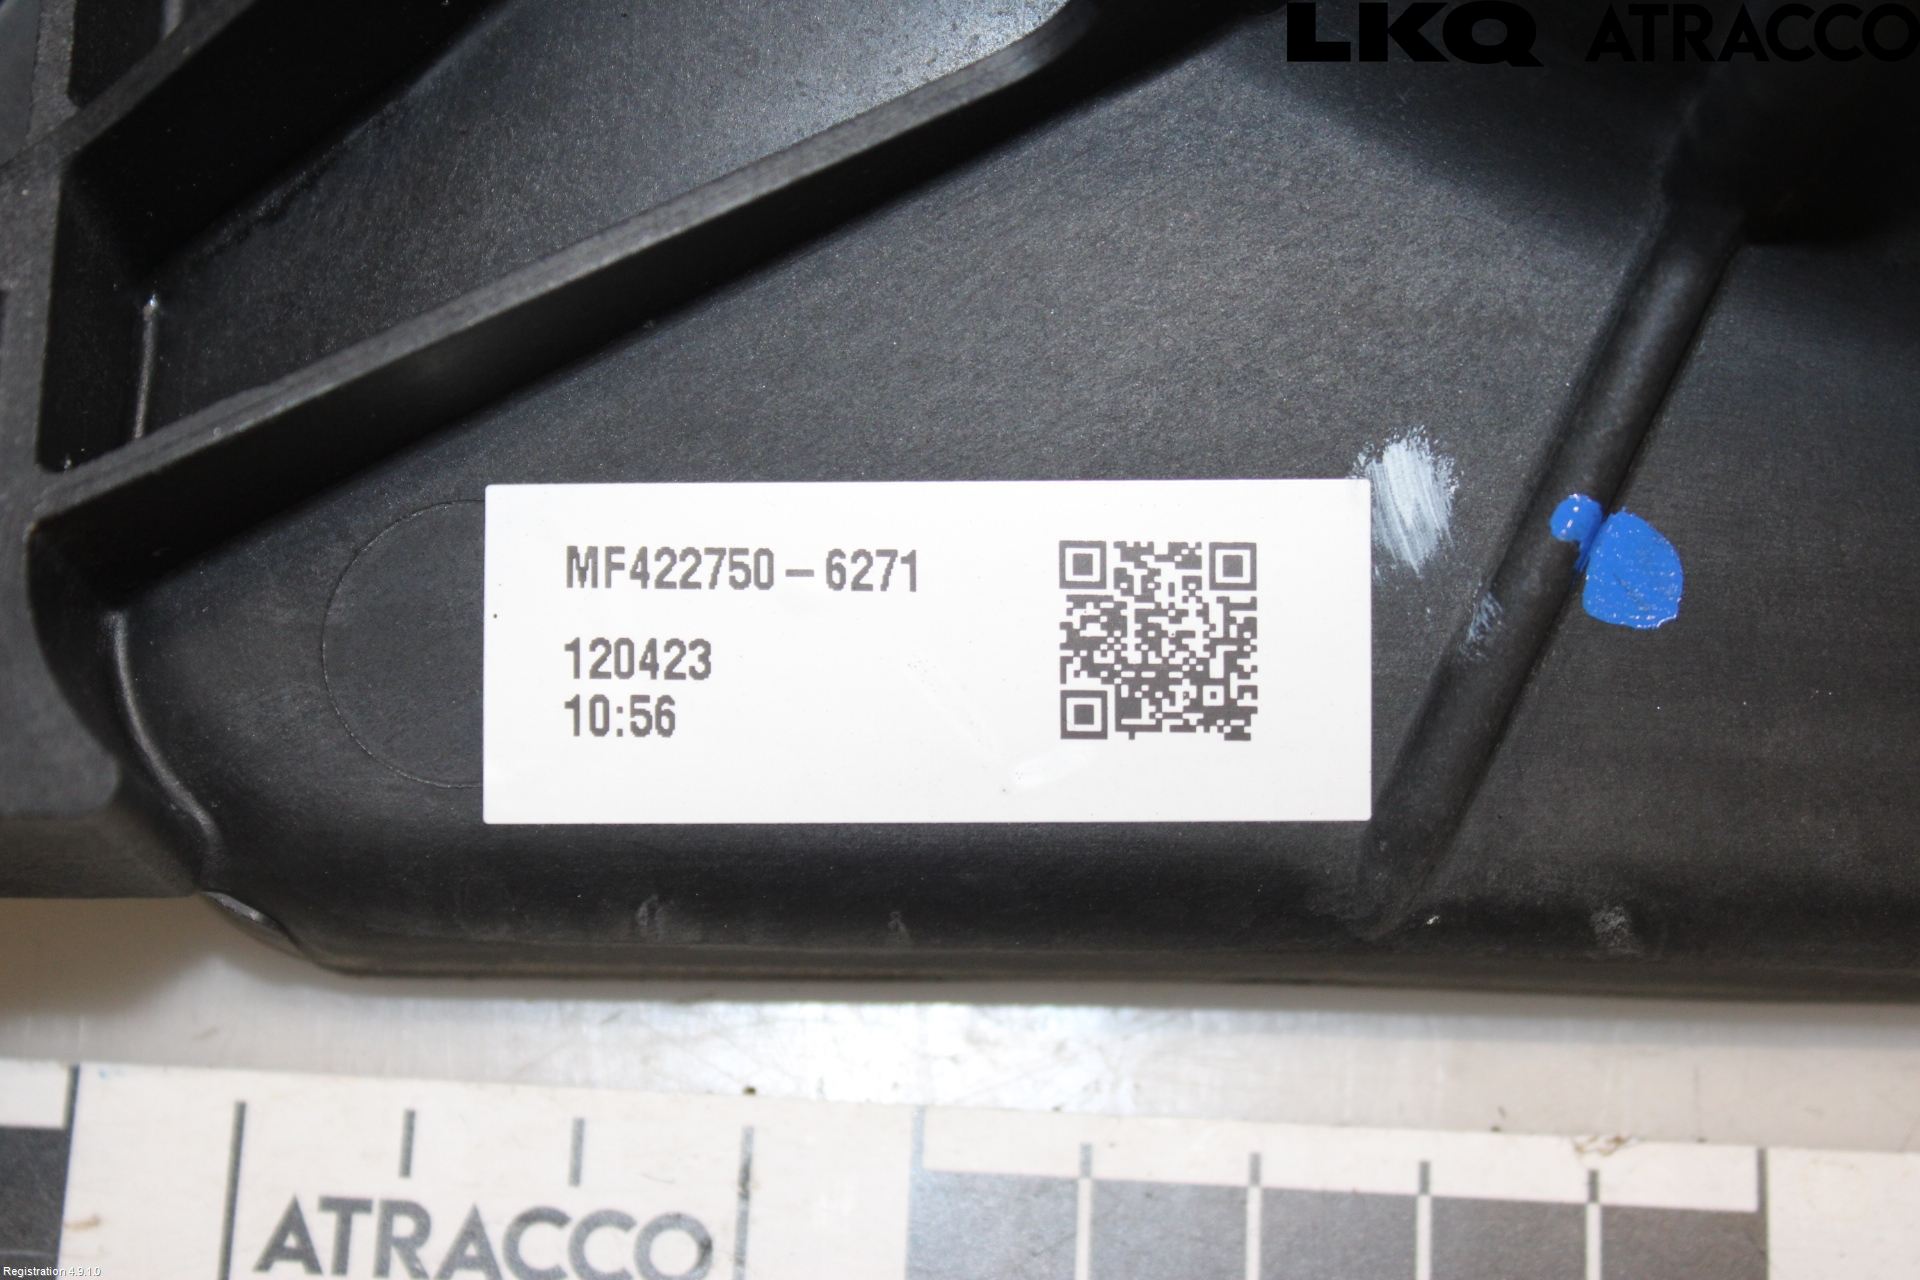 LKQ ATRACCO
MF422750-6271
120423
10:56
ATRACCO
Registration 4.9.1.0